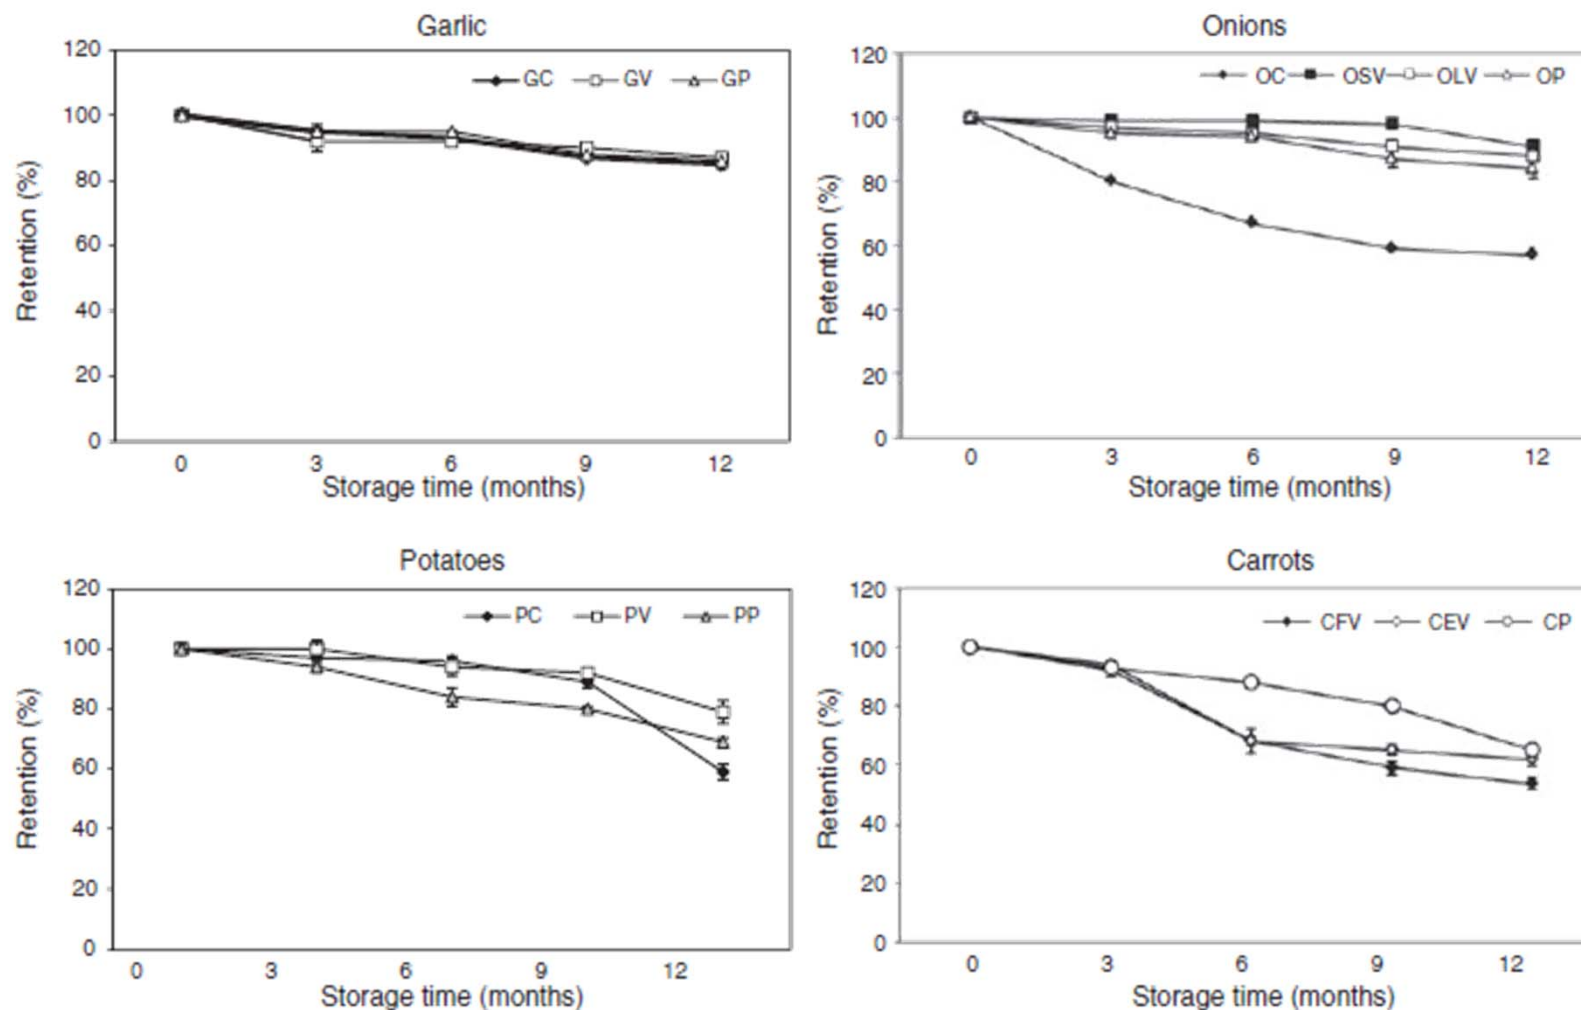 Garlic
120
100
80
60
40
20
0
Retention (%)
GC GV GP
0 3 6 9 12
Storage time (months)
Onions
120
100
80
60
40
20
0
Retention (%)
OC OSV OLV OP
0 3 6 9 12
Storage time (months)
Potatoes
120
100
80
60
40
20
0
Retention (%)
PC PV PP
0 3 6 9 12
Storage time (months)
Carrots
120
100
80
60
40
20
0
Retention (%)
CFV CEV CP
0 3 6 9 12
Storage time (months)